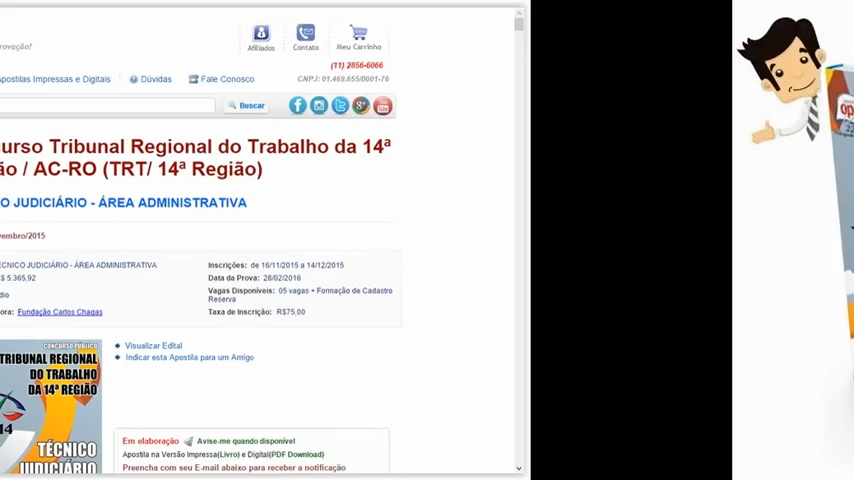 rovação!
Afiliados
Contato
Meu Carrinho
(11) 2856-6066
CNPJ: 01.469.655/0001-76
Apostilas Impressas e Digitais
Dúvidas
Fale Conosco
Buscar
urso Tribunal Regional do Trabalho da 14ª
ão / AC-RO (TRT/ 14ª Região)
O JUDICIÁRIO - ÁREA ADMINISTRATIVA
vembro/2015
ÉCNICO JUDICIÁRIO - ÁREA ADMINISTRATIVA
$ 5.365,92
dio
ora: Fundação Carlos Chagas
Inscrições: de 16/11/2015 a 14/12/2015
Data da Prova: 28/02/2016
Vagas Disponíveis: 05 vagas + Formação de Cadastro
Reserva
Taxa de Inscrição: R$75,00
CONCURSO PÚBLICO
TRIBUNAL REGIONAL
DO TRABALHO
DA 14ª REGIÃO
14
TÉCNICO
JUDICIÁRIO
Visualizar Edital
Indicar esta Apostila para um Amigo
Em elaboração
Avise-me quando disponível
Apostila na Versão Impressa(Livro) e Digital(PDF Download)
Preencha com seu E-mail abaixo para receber a notificação
op